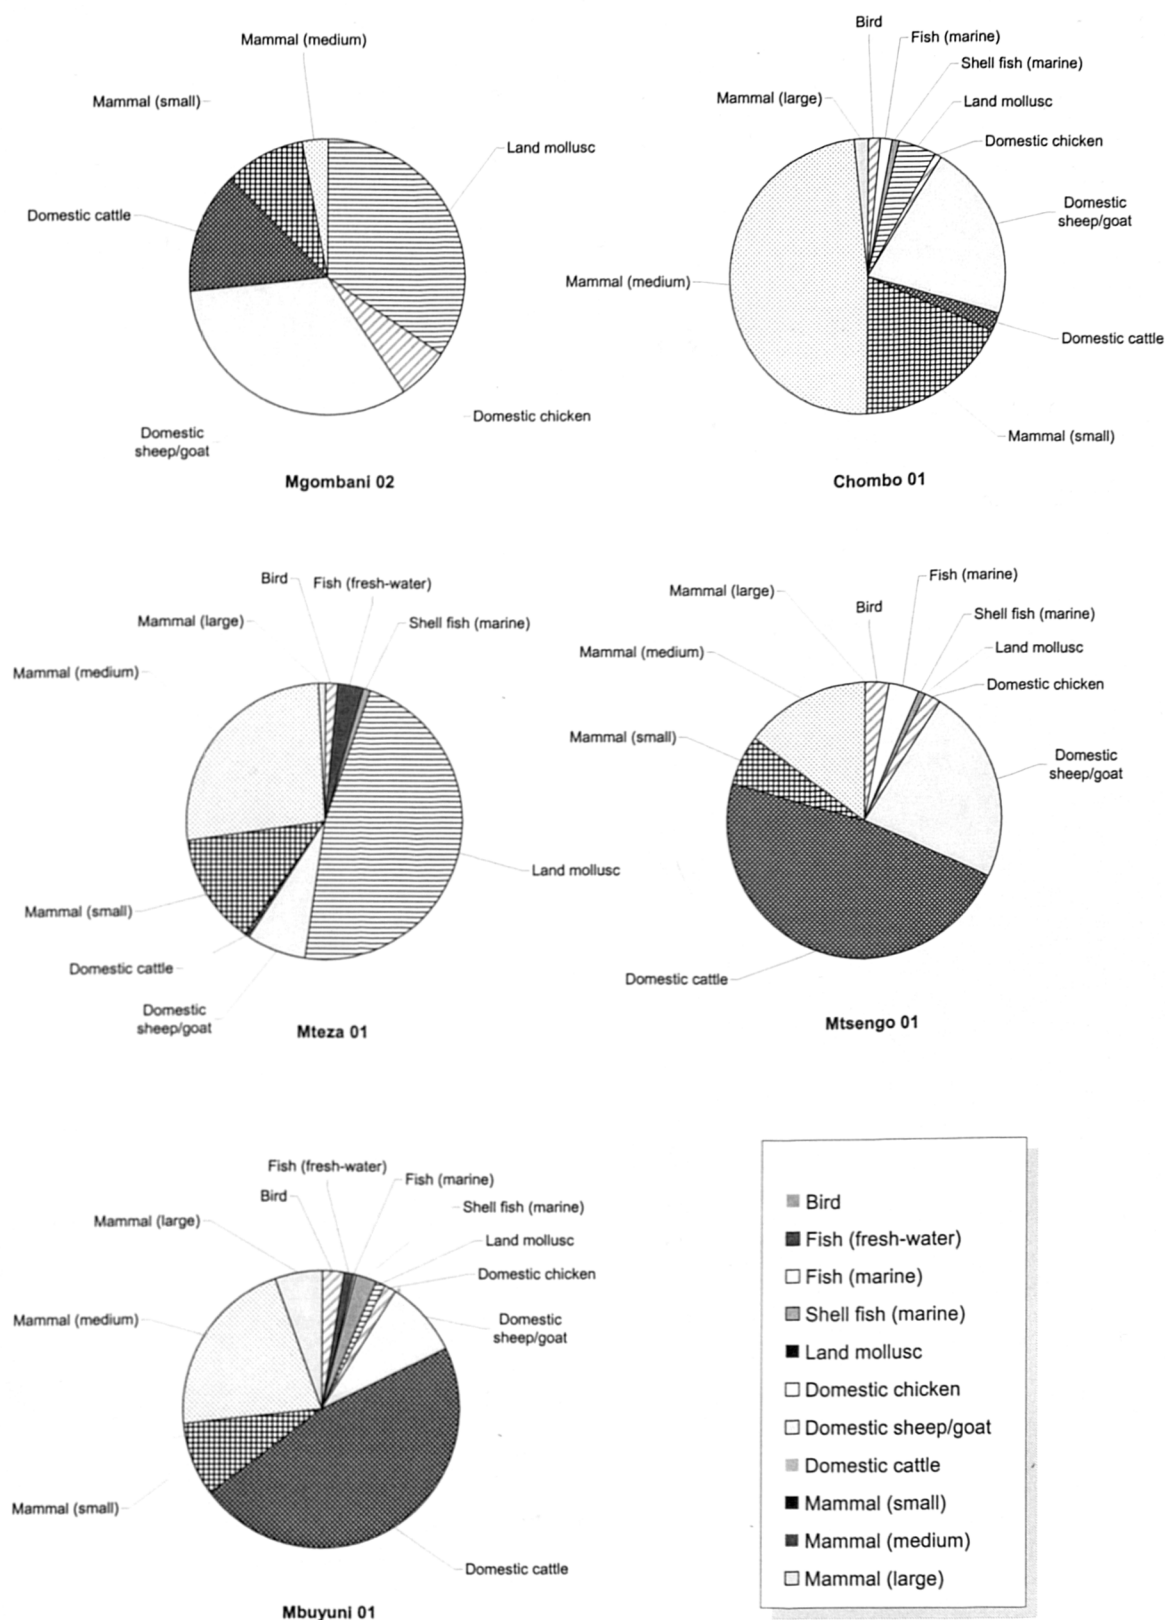 Mammal (medium)
Mammal (small)
Land mollusc
Domestic cattle
Domestic chicken
Domestic
sheep/goat
Mgombani 02
Bird
Fish (marine)
Shell fish (marine)
Mammal (large)
Land mollusc
Domestic chicken
Domestic
sheep/goat
Mammal (medium)
Domestic cattle
Mammal (small)
Chombo 01
Bird
Fish (fresh-water)
Mammal (large)
Shell fish (marine)
Mammal (medium)
Land mollusc
Mammal (small)
Domestic cattle
Domestic
sheep/goat
Mteza 01
Fish (marine)
Mammal (large)
Bird
Shell fish (marine)
Mammal (medium)
Land mollusc
Domestic chicken
Mammal (small)
Domestic
sheep/goat
Domestic cattle
Mtsengo 01
Fish (fresh-water)
Fish (marine)
Bird
Shell fish (marine)
Mammal (large)
Land mollusc
Domestic chicken
Mammal (medium)
Domestic
sheep/goat
Mammal (small)
Domestic cattle
Mbuyuni 01
Bird
Fish (fresh-water)
Fish (marine)
Shell fish (marine)
Land mollusc
Domestic chicken
Domestic sheep/goat
Domestic cattle
Mammal (small)
Mammal (medium)
Mammal (large)